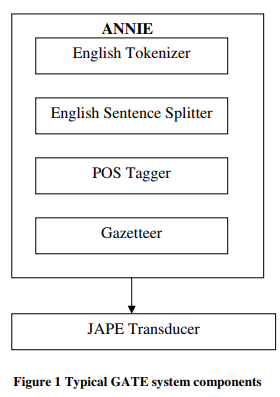 ANNIE
English Tokenizer
English Sentence Splitter
POS Tagger
Gazetteer
JAPE Transducer
Figure 1 Typical GATE system components